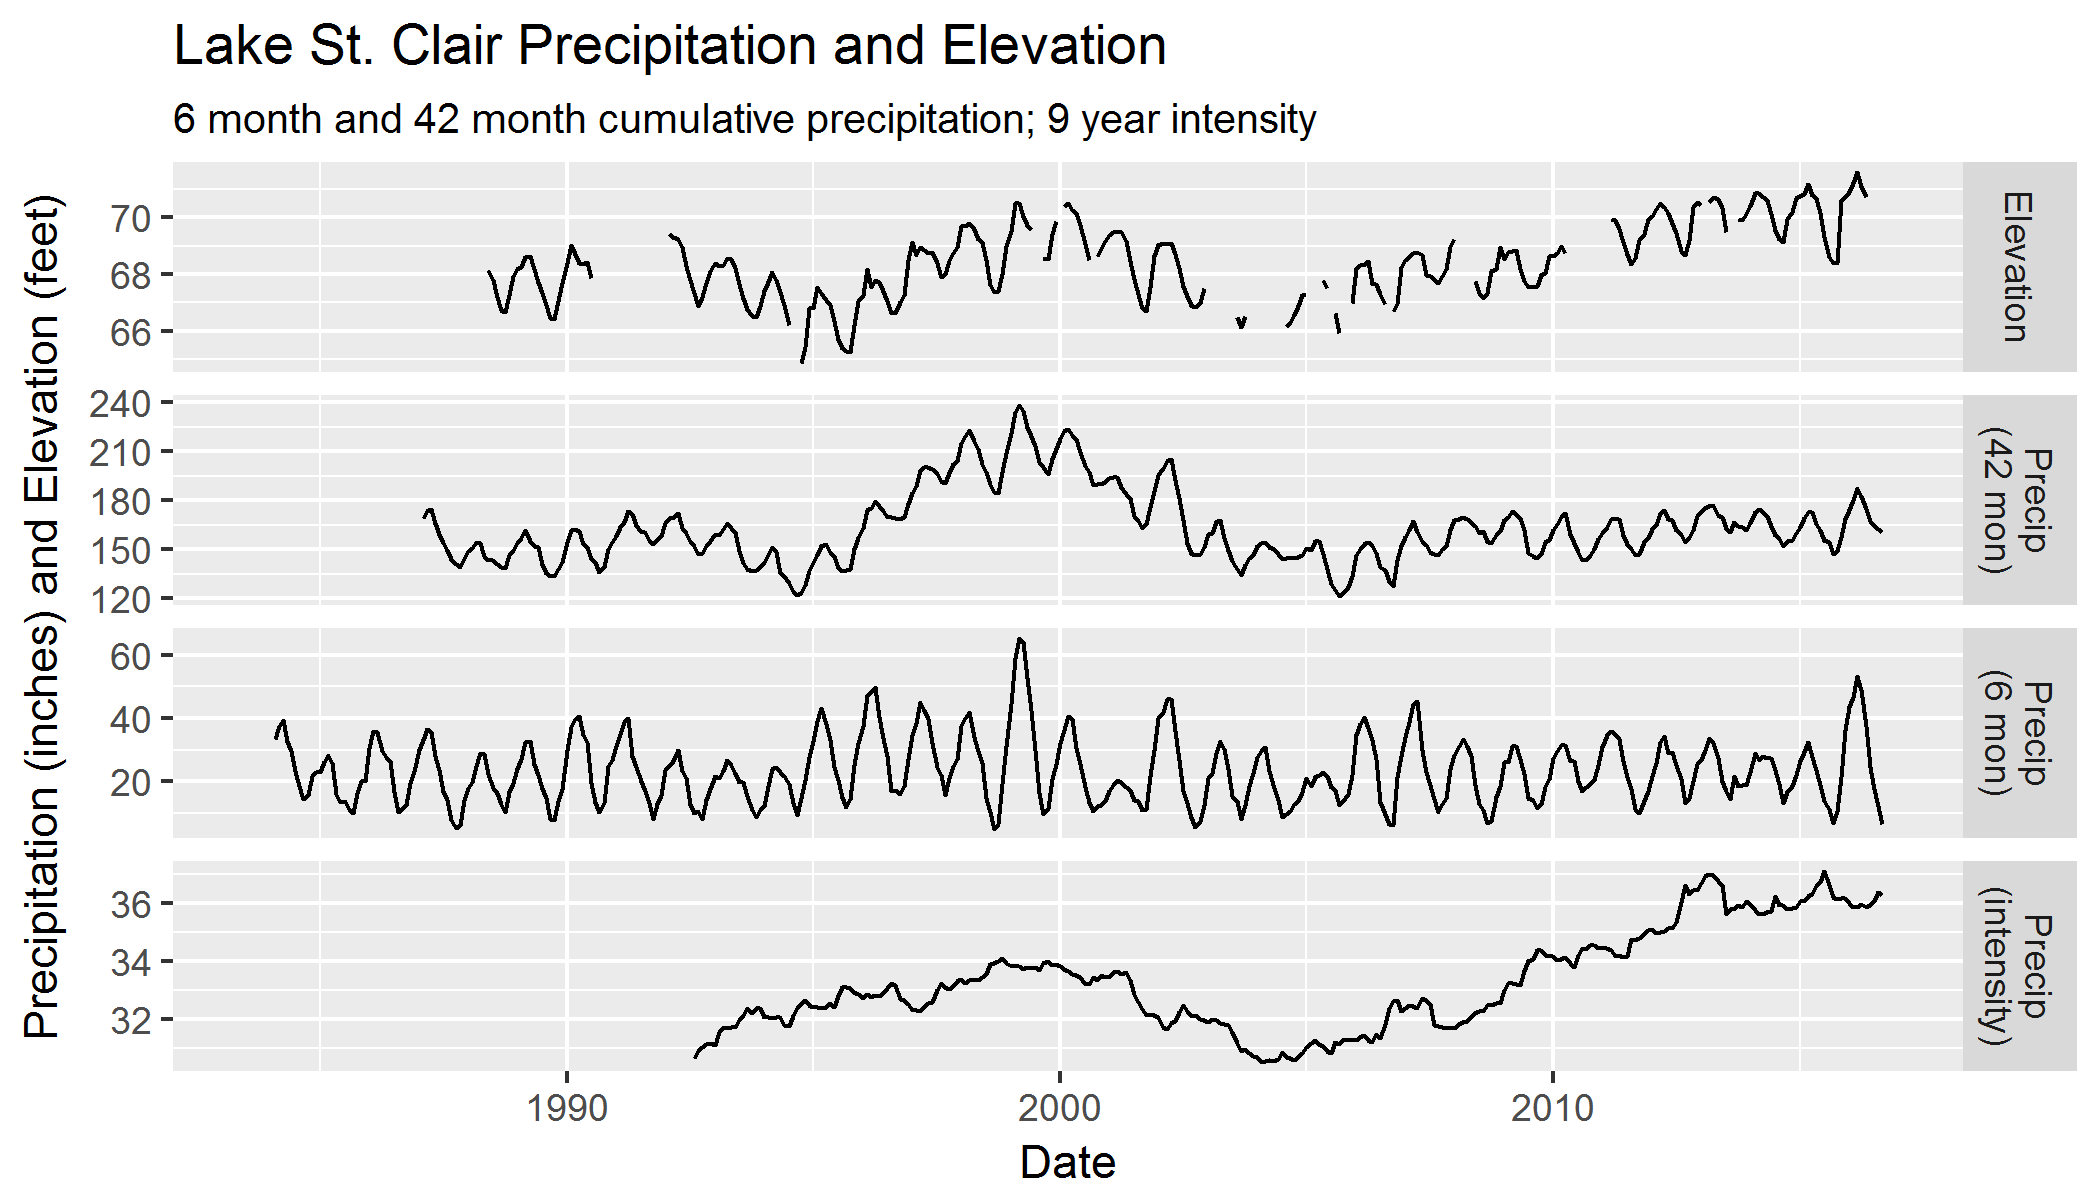 Lake St. Clair Precipitation and Elevation
6 month and 42 month cumulative precipitation; 9 year intensity
Precipitation (inches) and Elevation (feet)
70
68
66
Elevation
240
210
180
150
120
Precip
(42 mon)
60
40
20
Precip
(6 mon)
36
34
32
Precip
(intensity)
1990
2000
2010
Date